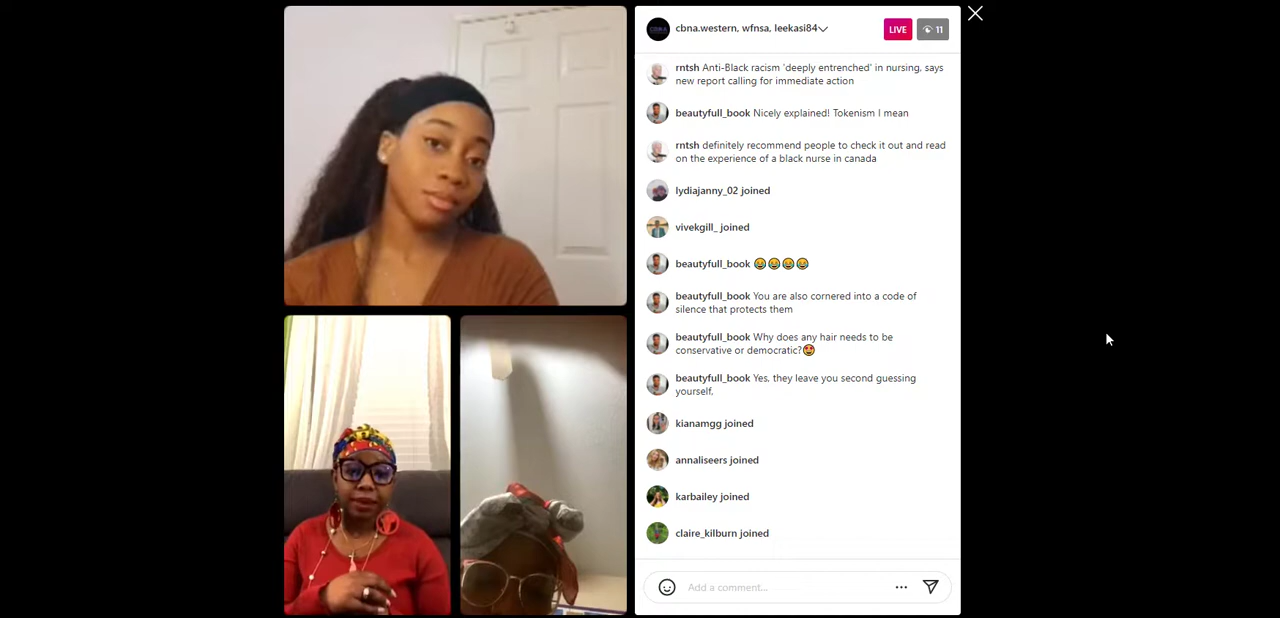 cbna.western, wfnsa, leekasi84
LIVE
11
rntsh Anti-Black racism 'deeply entrenched' in nursing, says
new report calling for immediate action
beautyfull_book Nicely explained! Tokenism I mean
rntsh definitely recommend people to check it out and read
on the experience of a black nurse in canada
lydiajanny_02 joined
vivekgill_ joined
beautyfull_book 😂😂😂😂
beautyfull_book You are also cornered into a code of
silence that protects them
beautyfull_book Why does any hair needs to be
conservative or democratic?😍
beautyfull_book Yes, they leave you second guessing
yourself,
kianamgg joined
annaliseers joined
karbailey joined
claire_kilburn joined
Add a comment...